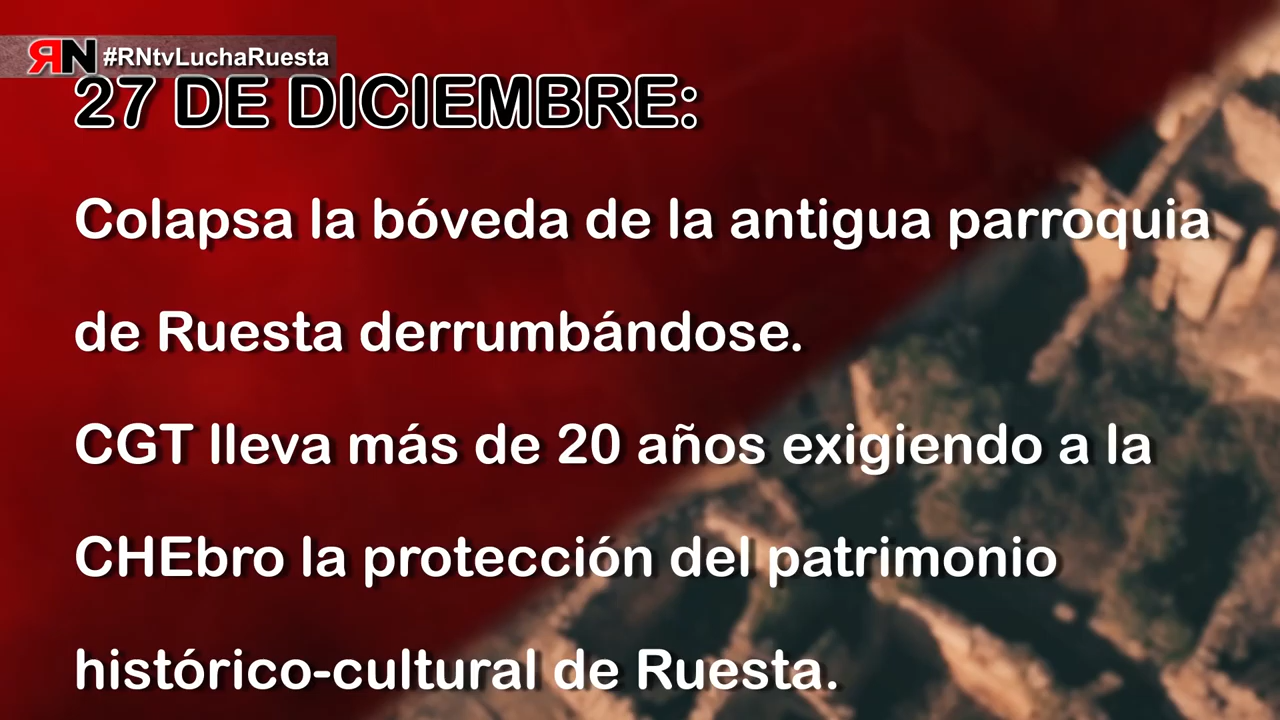 RN #RNtvLuchaRuesta
27 DE DICIEMBRE:
Colapsa la bóveda de la antigua parroquia
de Ruesta derrumbándose.
CGT lleva más de 20 años exigiendo a la
CHEbro la protección del patrimonio
histórico-cultural de Ruesta.